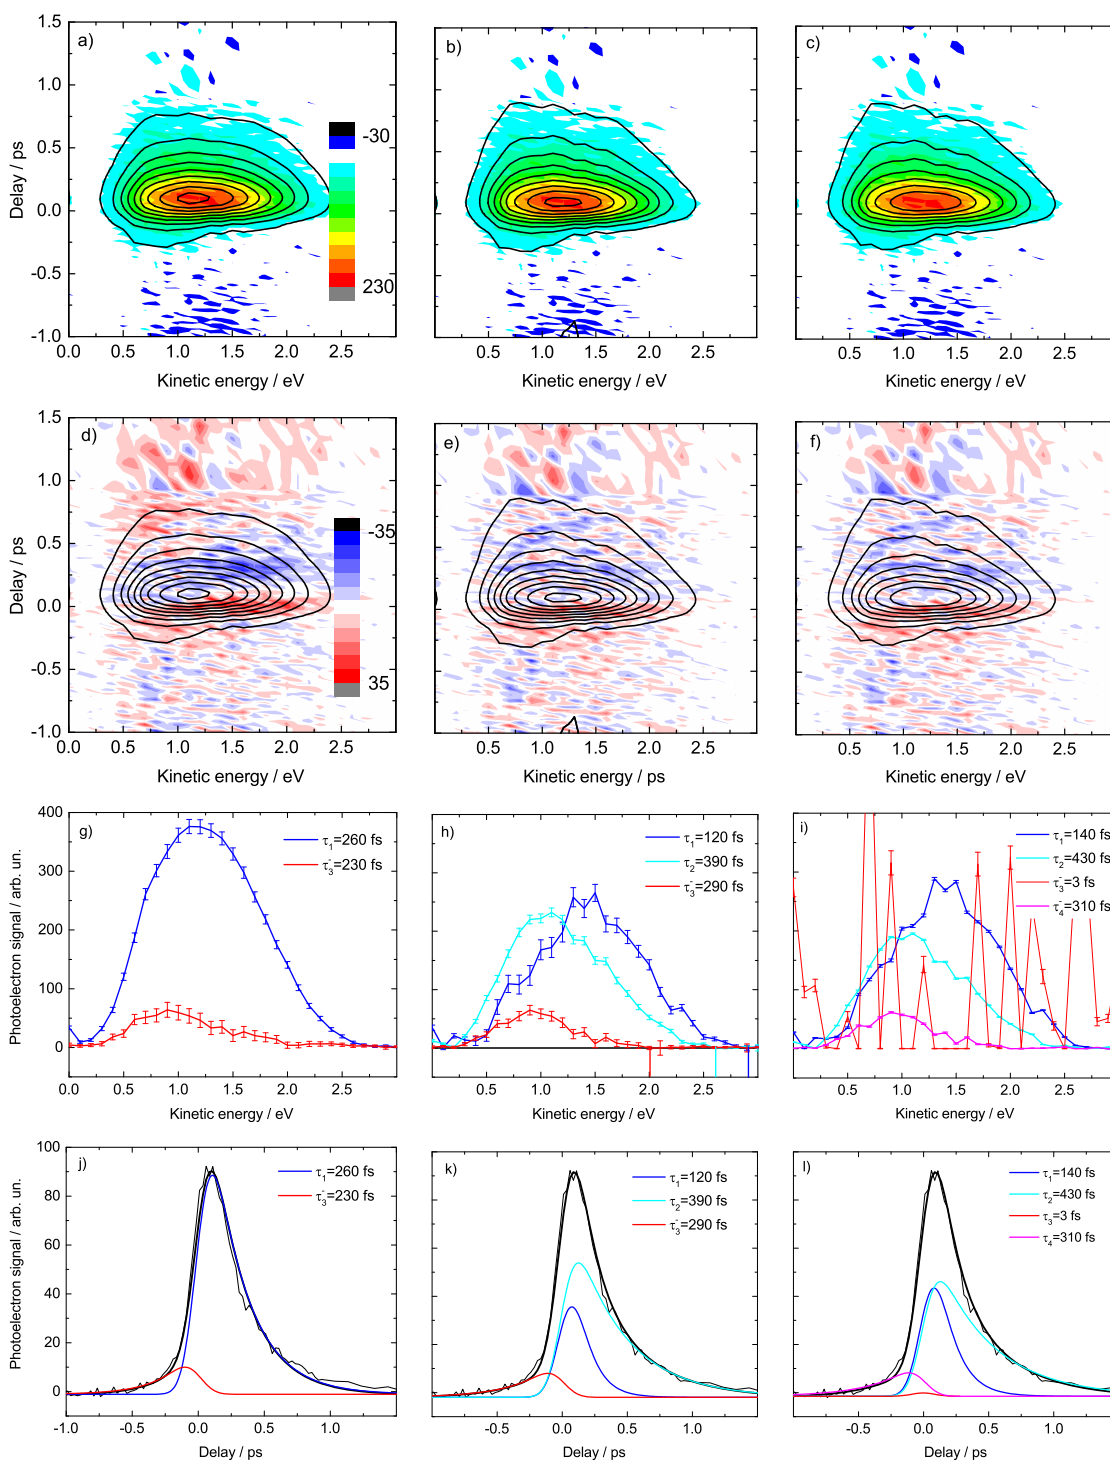 a)
b)
c)
1.5
1.0
0.5
0.0
-0.5
-1.0
Delay / ps
-30
230
0.0 0.5 1.0 1.5 2.0 2.5
0.5 1.0 1.5 2.0 2.5
0.5 1.0 1.5 2.0 2.5
Kinetic energy / eV
Kinetic energy / eV
Kinetic energy / eV
d)
e)
f)
1.5
1.0
0.5
0.0
-0.5
-1.0
Delay / ps
-35
35
0.0 0.5 1.0 1.5 2.0 2.5
0.5 1.0 1.5 2.0 2.5
0.5 1.0 1.5 2.0 2.5
Kinetic energy / eV
Kinetic energy / ps
Kinetic energy / eV
g)
τ1=260 fs
τ3-=230 fs
h)
τ1=120 fs
τ2=390 fs
τ3-=290 fs
i)
τ1=140 fs
τ2=430 fs
τ3-=3 fs
τ4-=310 fs
400
300
200
100
0
Photoelectron signal / arb. un.
0.0 0.5 1.0 1.5 2.0 2.5
0.5 1.0 1.5 2.0 2.5
0.5 1.0 1.5 2.0 2.5
Kinetic energy / eV
Kinetic energy / eV
Kinetic energy / eV
j)
τ1=260 fs
τ3-=230 fs
k)
τ1=120 fs
τ2=390 fs
τ3-=290 fs
l)
τ1=140 fs
τ2=430 fs
τ3-=3 fs
τ4-=310 fs
100
80
60
40
20
0
Photoelectron signal / arb. un.
-1.0 -0.5 0.0 0.5 1.0
-0.5 0.0 0.5 1.0
-0.5 0.0 0.5 1.0
Delay / ps
Delay / ps
Delay / ps